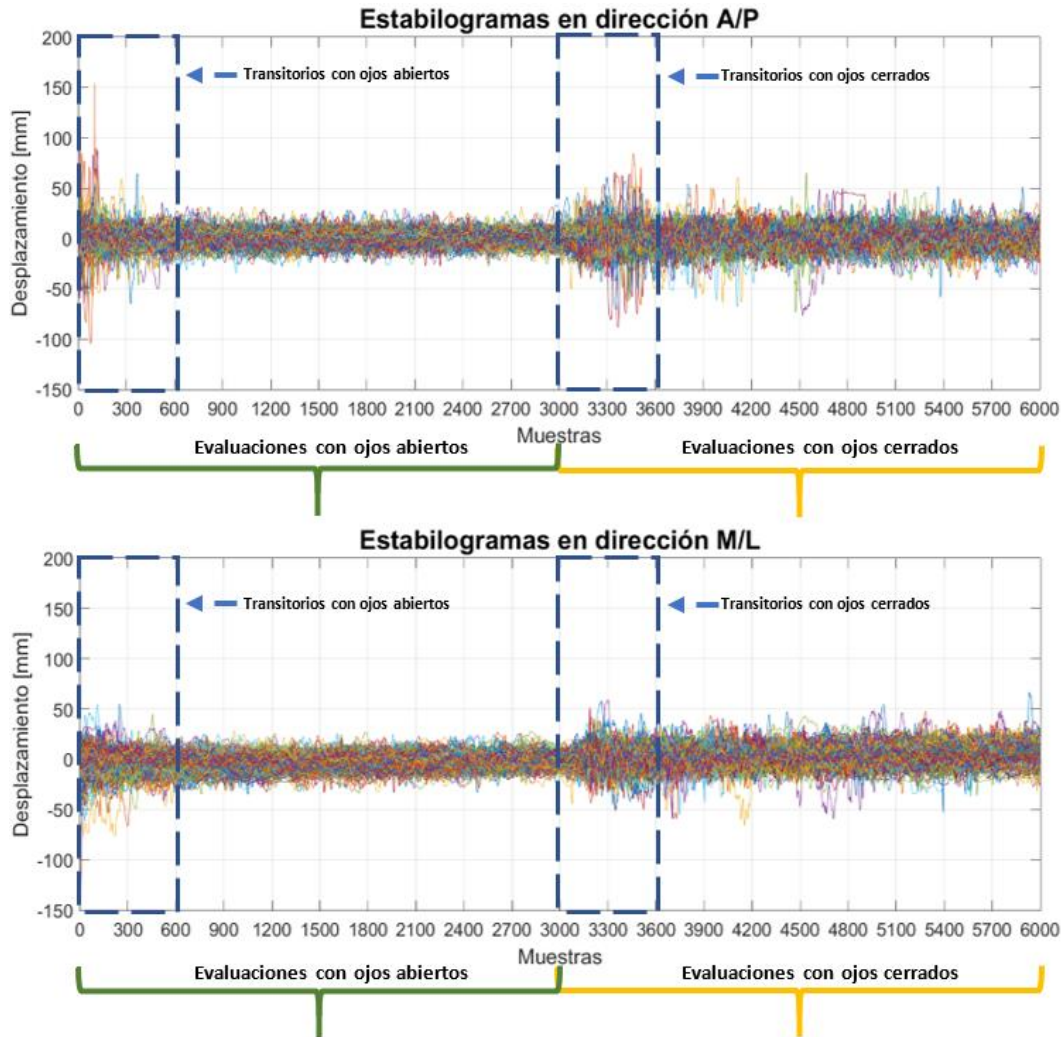 Estabilogramas en dirección A/P
200
150
100
50
0
-50
-100
-150
Desplazamiento [mm]
Transitorios con ojos abiertos
Transitorios con ojos cerrados
0 300 600 900 1200 1500 1800 2100 2400 2700 3000 3300 3600 3900 4200 4500 4800 5100 5400 5700 6000
Muestras
Evaluaciones con ojos abiertos
Evaluaciones con ojos cerrados
Estabilogramas en dirección M/L
200
150
100
50
0
-50
-100
-150
Desplazamiento [mm]
Transitorios con ojos abiertos
Transitorios con ojos cerrados
0 300 600 900 1200 1500 1800 2100 2400 2700 3000 3300 3600 3900 4200 4500 4800 5100 5400 5700 6000
Muestras
Evaluaciones con ojos abiertos
Evaluaciones con ojos cerrados